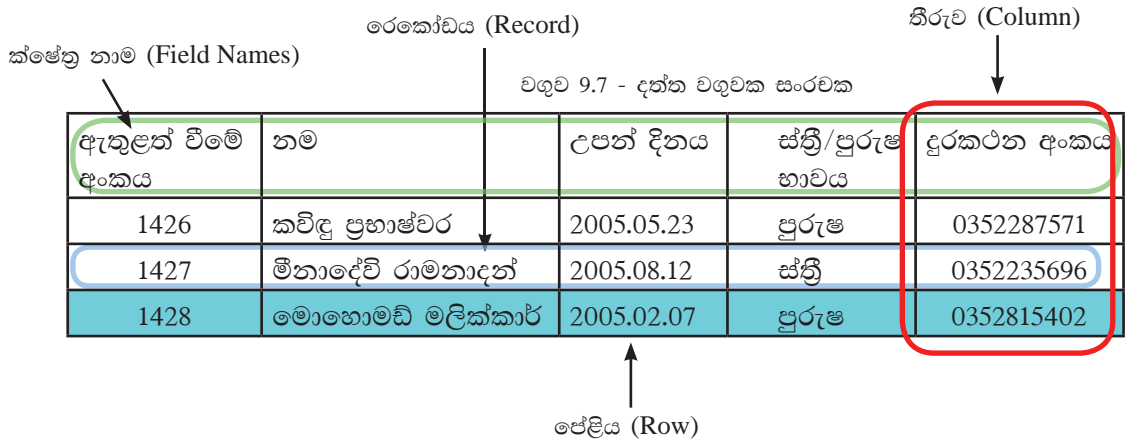 රෙකෝඩය (Record)
තීරුව (Column)
ක්ෂේත්‍ර නාම (Field Names)
වගුව 9.7 - දත්ත වගුවක සංරචක
ඇතුළත් වීමේ අංකය නම උපන් දිනය ස්ත්‍රී/පුරුෂ භාවය දුරකථන අංකය
1426 කවිඳු ප්‍රභාෂ්වර 2005.05.23 පුරුෂ 0352287571
1427 මීනාදේවි රාමනාදන් 2005.08.12 ස්ත්‍රී 0352235696
1428 මොහොමඩ් මලික්කාර් 2005.02.07 පුරුෂ 0352815402
පේළිය (Row)